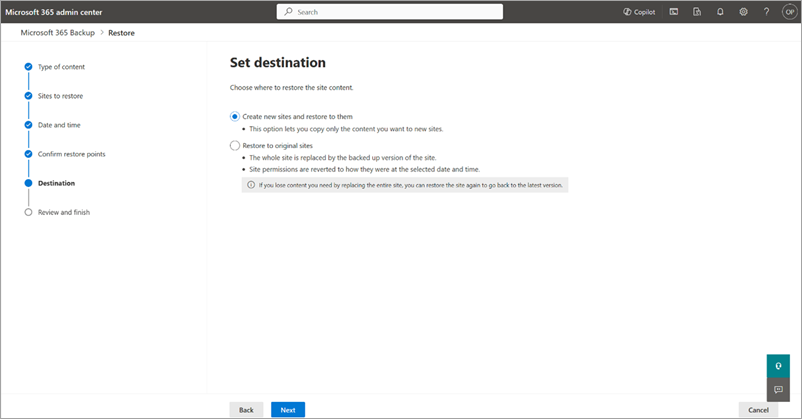 Microsoft 365 admin center
Search
Copilot
?
OP
Microsoft 365 Backup > Restore
Type of content
Sites to restore
Date and time
Confirm restore points
Destination
Review and finish
Set destination
Choose where to restore the site content.
Create new sites and restore to them
• This option lets you copy only the content you want to new sites.
Restore to original sites
• The whole site is replaced by the backed up version of the site.
• Site permissions are reverted to how they were at the selected date and time.
If you lose content you need by replacing the entire site, you can restore the site again to go back to the latest version.
Back
Next
Cancel